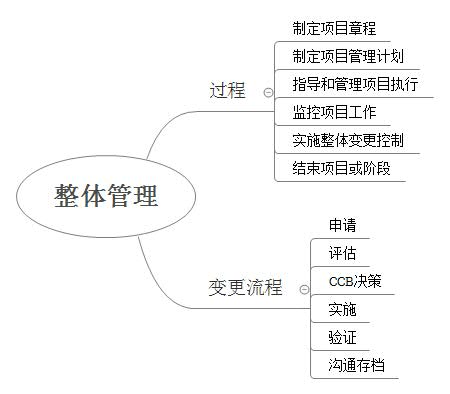 整体管理
过程
制定项目章程
制定项目管理计划
指导和管理项目执行
监控项目工作
实施整体变更控制
结束项目或阶段
变更流程
申请
评估
CCB决策
实施
验证
沟通存档